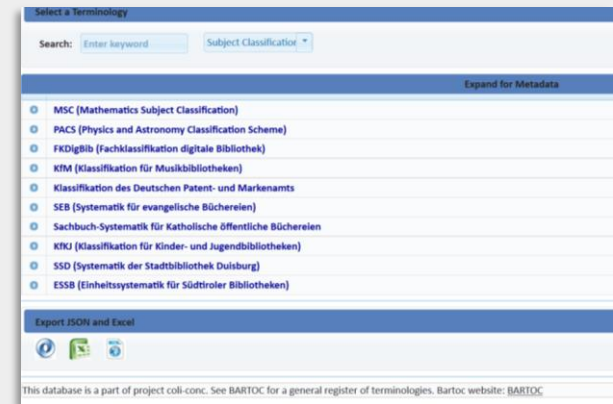 Select a Terminology
Search: Enter keyword Subject Classification
Expand for Metadata
MSC (Mathematics Subject Classification)
PACS (Physics and Astronomy Classification Scheme)
FKDigBib (Fachklassifikation digitale Bibliothek)
KfM (Klassifikation für Musikbibliotheken)
Klassifikation des Deutschen Patent- und Markenamts
SEB (Systematik für evangelische Büchereien)
Sachbuch-Systematik für Katholische öffentliche Büchereien
KfKJ (Klassifikation für Kinder- und Jugendbibliotheken)
SSD (Systematik der Stadtbibliothek Duisburg)
ESSB (Einheitssystematik für Südtiroler Bibliotheken)
Export JSON and Excel
This database is a part of project coli-conc. See BARTOC for a general register of terminologies. Bartoc website: BARTOC